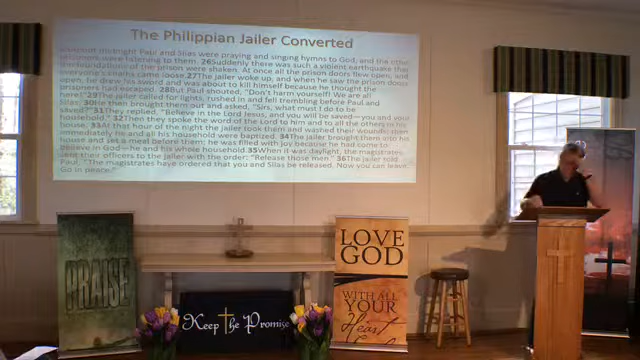 The Philippian Jailer Converted
midnight Paul and Silas were praying and singing hymns to God, and the other
were listening to them. 26Suddenly there was such a violent earthquake that
foundations of the prison were shaken. At once all the prison doors flew open, and
everyone's chains came loose.27The jailer woke up, and when he saw the prison doors
open, he drew his sword and was about to kill himself because he thought the
prisoners had escaped. 28But Paul shouted, "Don't harm yourself! We are all
here!"29The jailer called for lights, rushed in and fell trembling before Paul and
Silas. 30He then brought them out and asked, "Sirs, what must I do to be
saved?"31They replied, "Believe in the Lord Jesus, and you will be saved—you and your
household." 32Then they spoke the word of the Lord to him and to all the others in his
house. At that hour of the night the jailer took them and washed their wounds; then
immediately he and all his household were baptized. 34The jailer brought them into his
house and set a meal before them; he was filled with joy because he had come to
believe in God—he and his whole household 35When it was daylight, the magistrates
sent their officers to the jailer with the order: "Release those men." 36The jailer told
Paul, "The magistrates have ordered that you and Silas be released. Now you can leave.
Go in peace."
PRAISE
Keep the Promise
LOVE
GOD
WITH ALL
YOUR
Heart